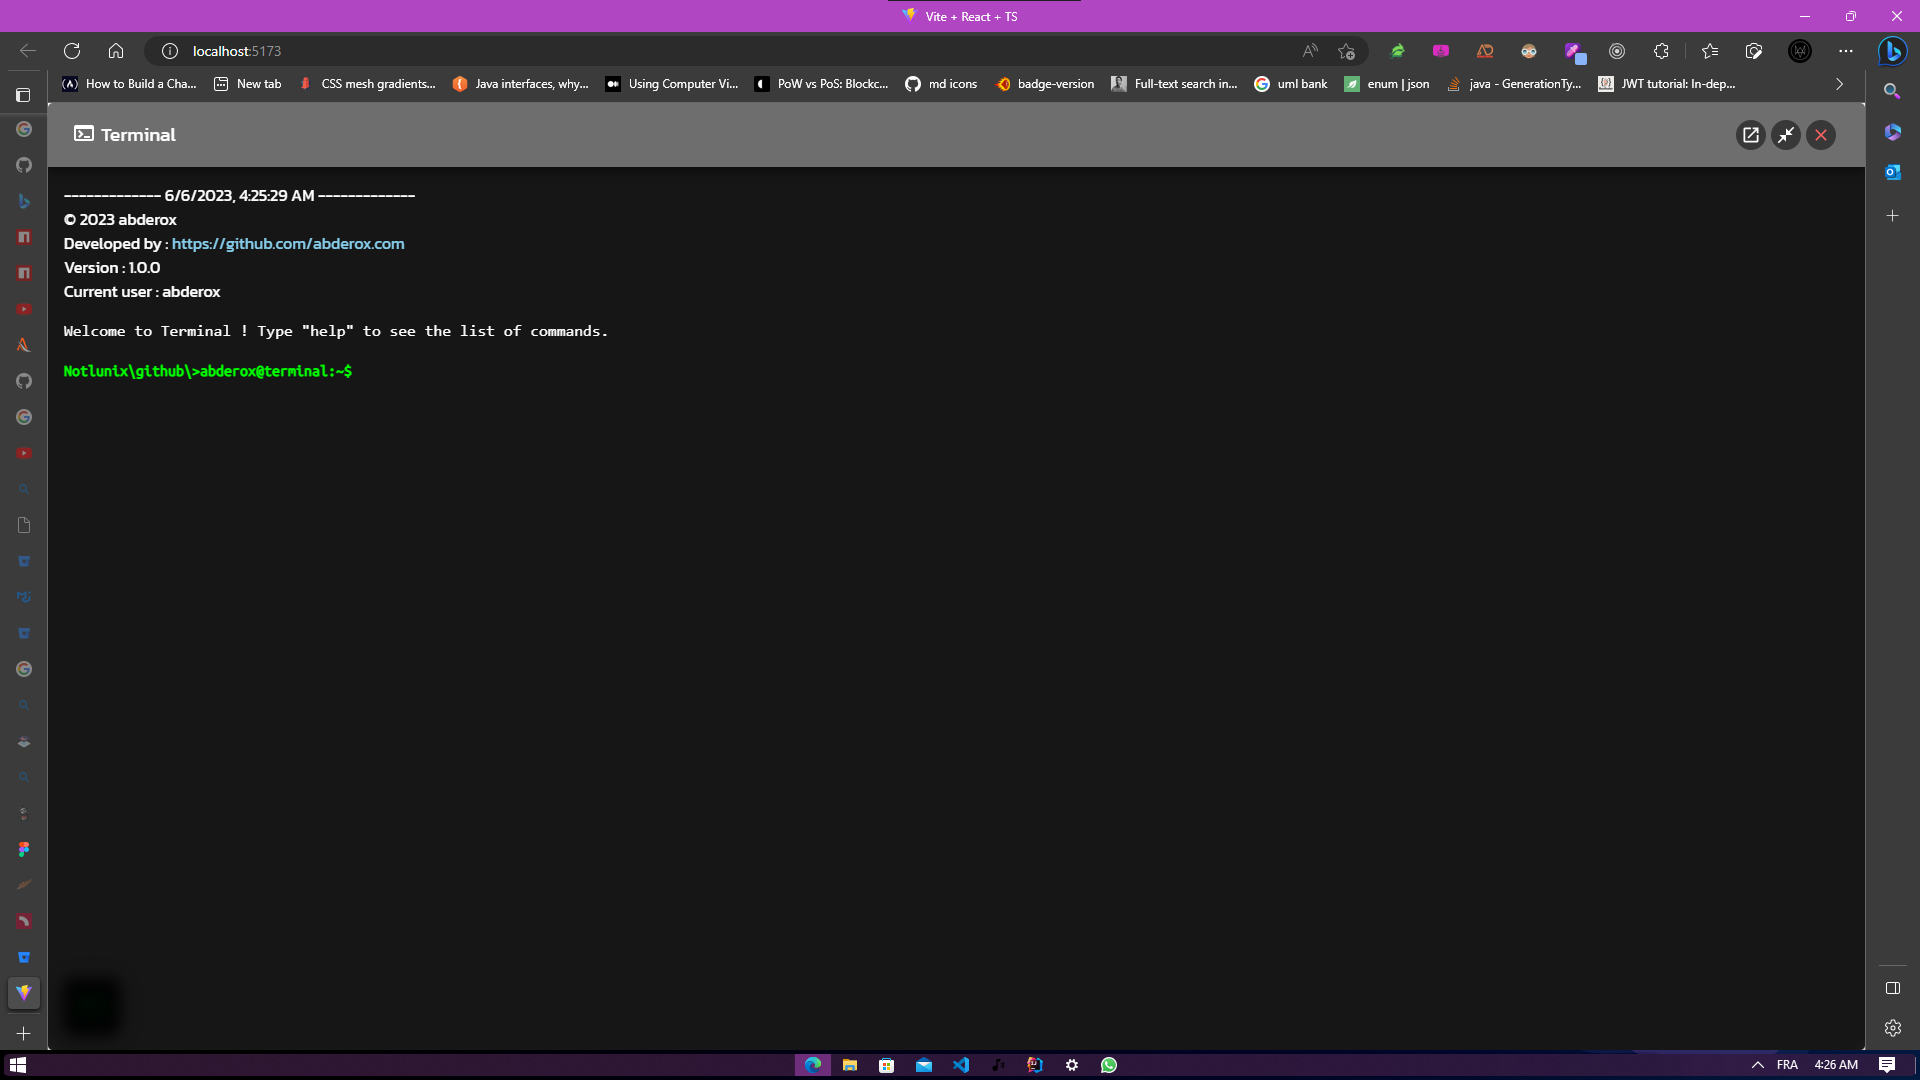 Vite + React + TS
localhost:5173
How to Build a Cha...
New tab
CSS mesh gradients...
Java interfaces, why...
Using Computer Vi...
PoW vs PoS: Blockc...
md icons
badge-version
Full-text search in...
uml bank
enum | json
java - GenerationTy...
JWT tutorial: In-dep...
Terminal
------------- 6/6/2023, 4:25:29 AM -------------
© 2023 abderox
Developed by : https://github.com/abderox.com
Version : 1.0.0
Current user : abderox
Welcome to Terminal ! Type "help" to see the list of commands.
Notlunix\github\>abderox@terminal:~$
FRA
4:26 AM